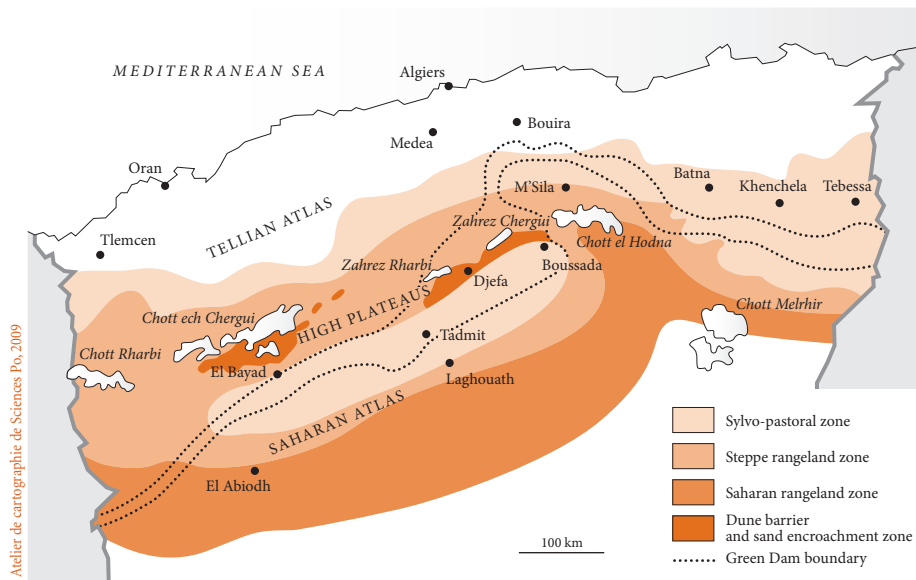 MEDITERRANEAN SEA
Algiers
Bouira
Medea
Oran
M'Sila
Batna
Khenchela
Tebessa
TELLIAN ATLAS
Zahrez Chergui
Tlemcen
Chott el Hodna
Zahrez Rharbi
Boussada
Djefa
Chott ech Chergui
HIGH PLATEAUS
Chott Melrhir
Tadmit
Chott Rharbi
El Bayad
Laghouath
SAHARAN ATLAS
El Abiodh
Sylvo-pastoral zone
Steppe rangeland zone
Saharan rangeland zone
Dune barrier
and sand encroachment zone
Green Dam boundary
100 km
Atelier de cartographie de Sciences Po, 2009